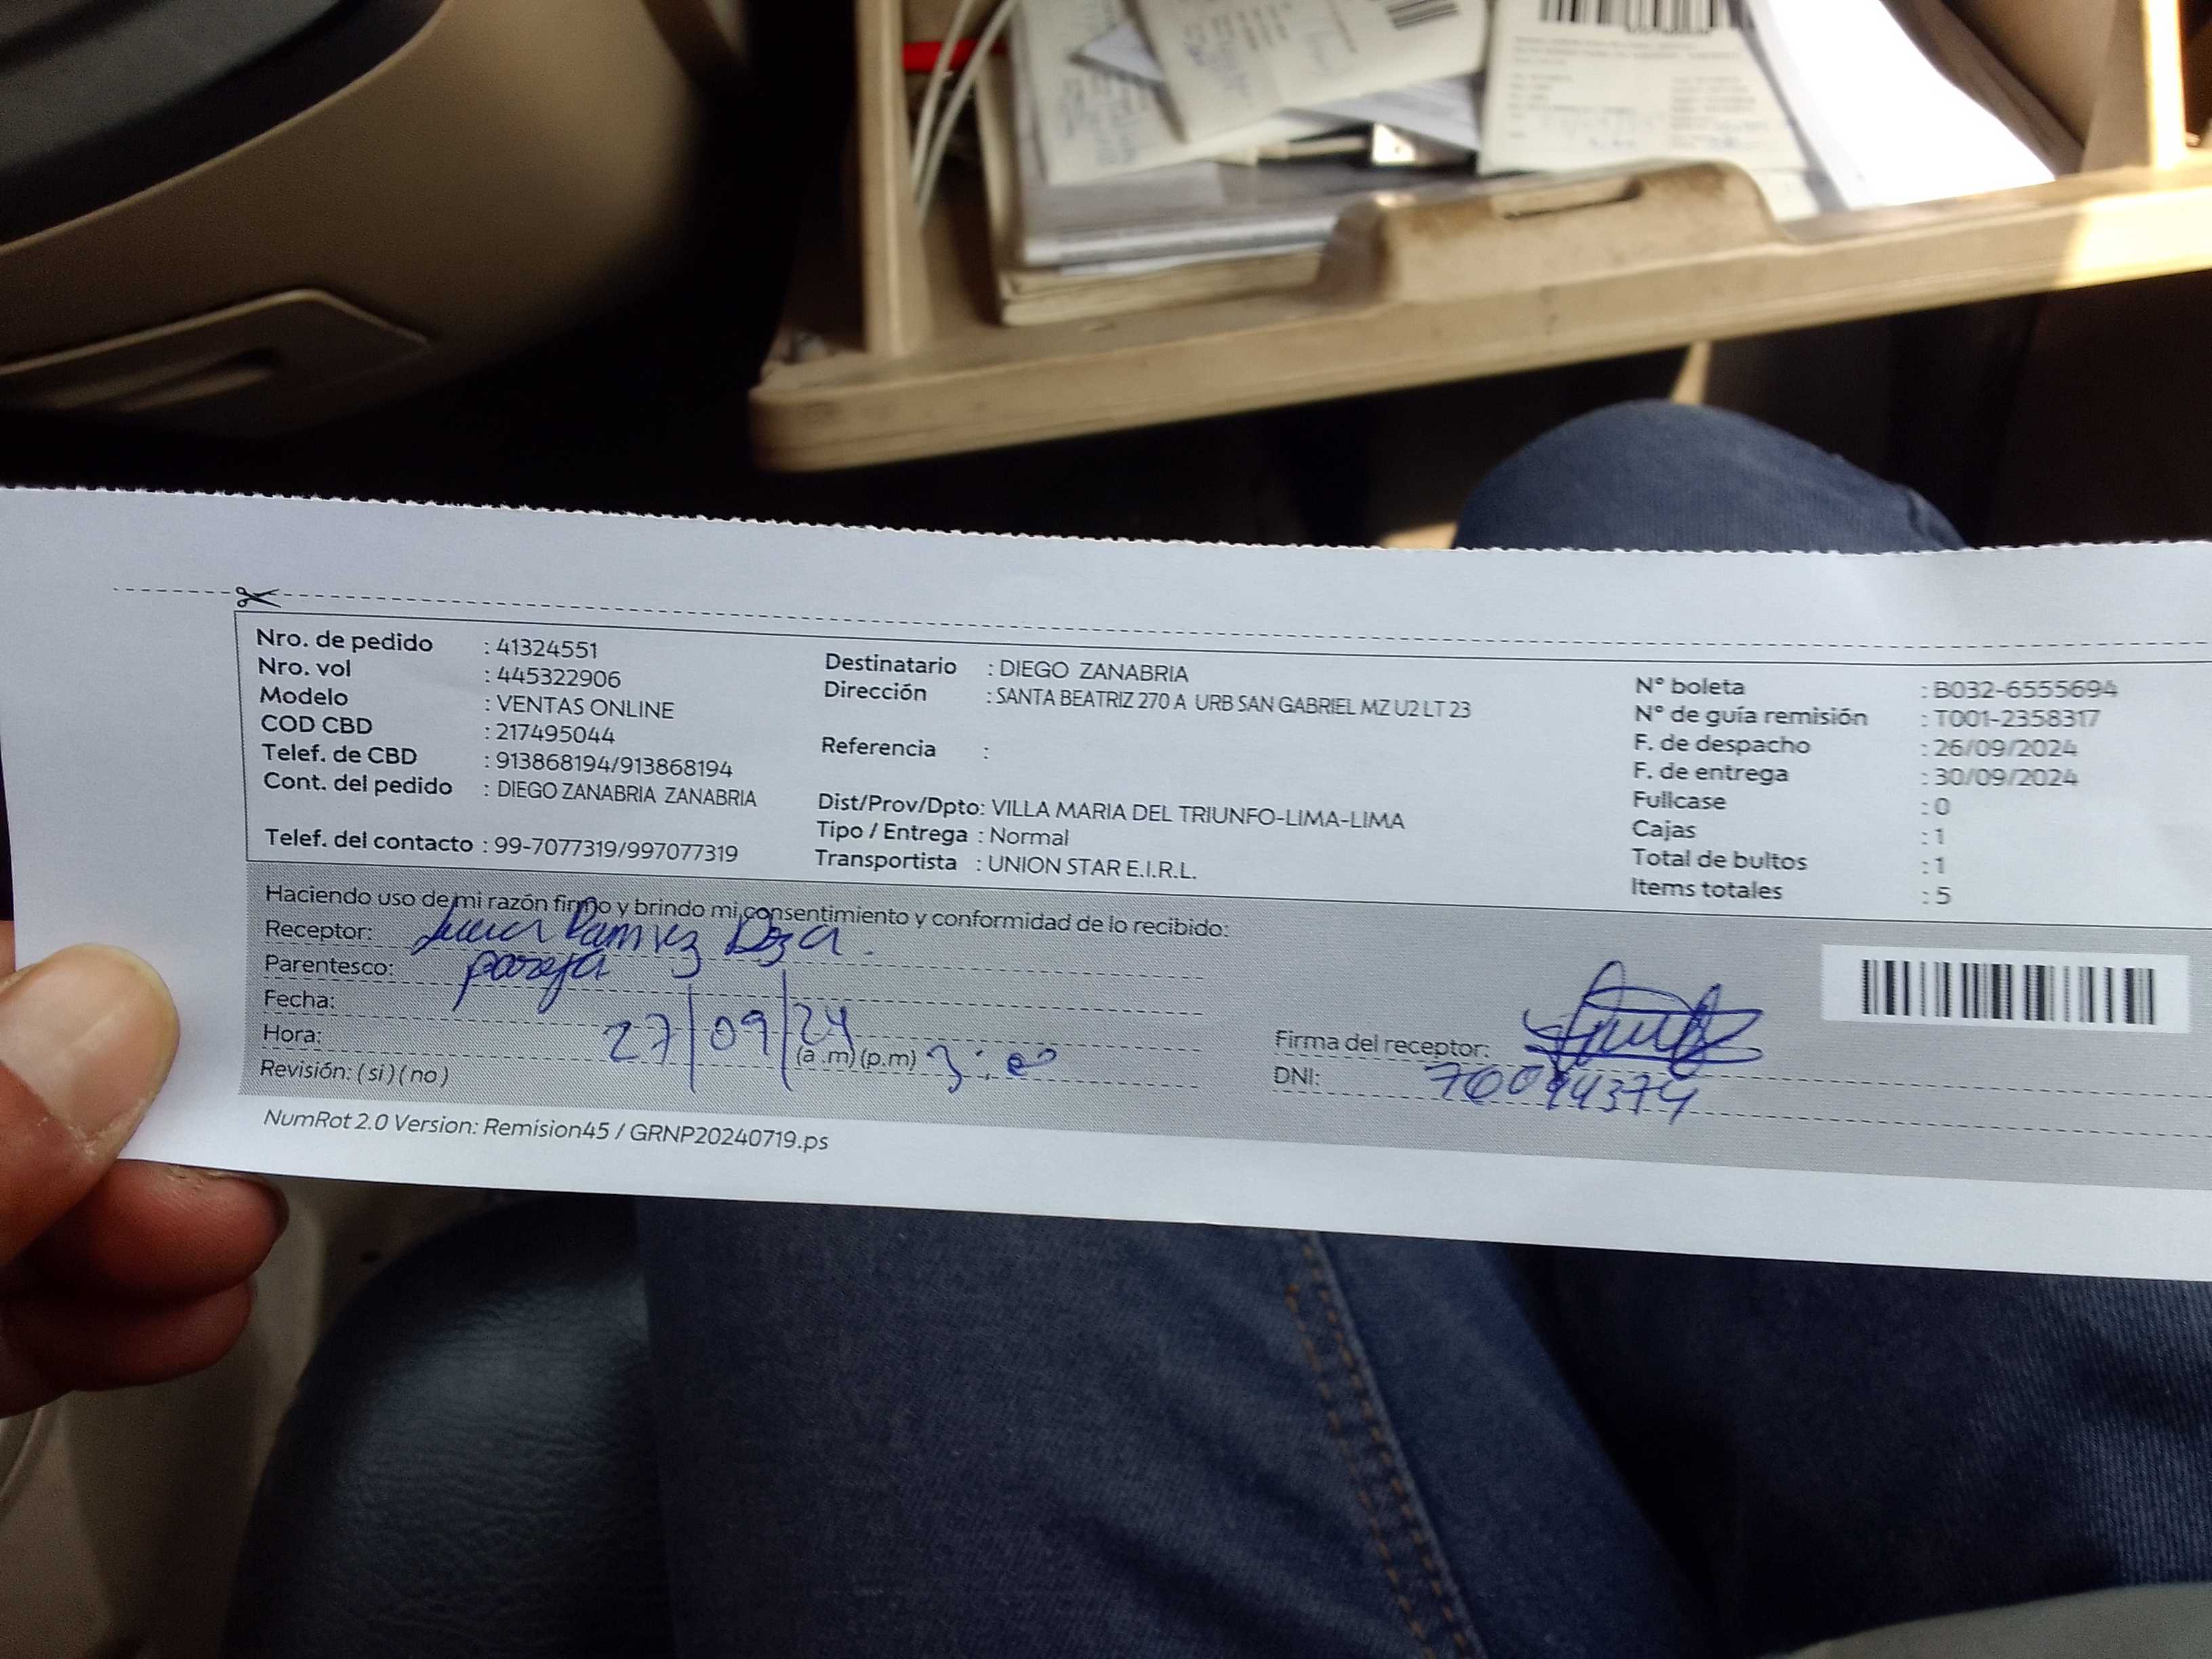 Nro. de pedido : 41324551
Nro. vol : 445322906
Modelo : VENTAS ONLINE
COD CBD : 217495044
Telef. de CBD : 913868194/913868194
Cont. del pedido : DIEGO ZANABRIA ZANABRIA
Telef. del contacto : 99-7077319/997077319
Destinatario : DIEGO ZANABRIA
Dirección : SANTA BEATRIZ 270 A URB SAN GABRIEL MZ U2 LT 23
Referencia :
Dist/Prov/Dpto: VILLA MARIA DEL TRIUNFO-LIMA-LIMA
Tipo / Entrega : Normal
Transportista : UNION STAR E.I.R.L.
N° boleta : B032-6555694
N° de guía remisión : T001-2358317
F. de despacho : 26/09/2024
F. de entrega : 30/09/2024
Fullcase : 0
Cajas : 1
Total de bultos : 1
Items totales : 5
Haciendo uso de mi razón firmo y brindo mi consentimiento y conformidad de lo recibido:
Receptor: Ramirez
Parentesco: pareja
Fecha: 27/09/24
Hora: (a .m) (p.m) 3:00
Revisión: (si) (no)
Firma del receptor:
DNI: 70094374
NumRot 2.0 Version: Remision45 / GRNP20240719.ps